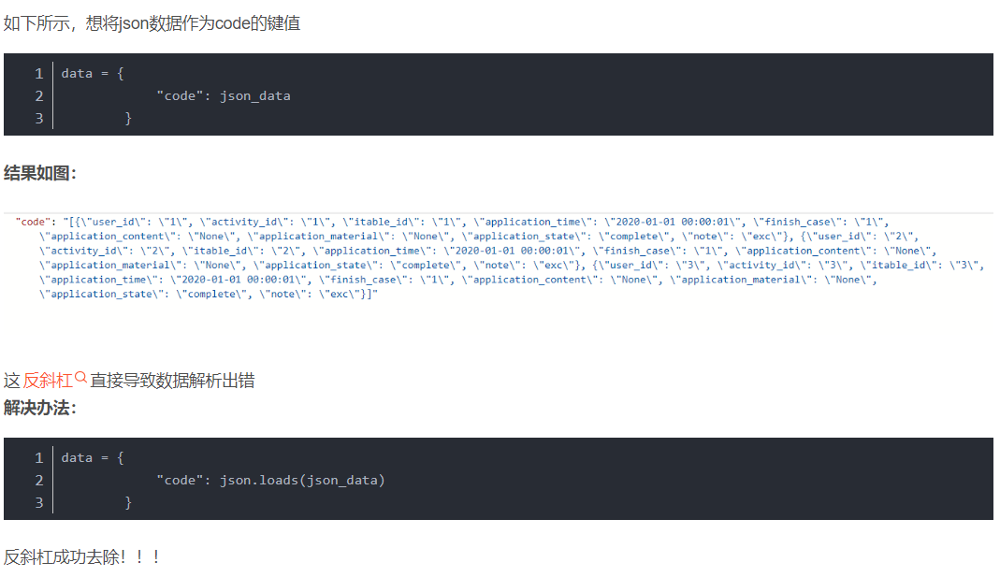 如下所示，想将json数据作为code的键值
1 data = {
2 "code": json_data
3 }
结果如图：
"code": "[{\"user_id\": \"1\", \"activity_id\": \"1\", \"itable_id\": \"1\", \"application_time\": \"2020-01-01 00:00:01\", \"finish_case\": \"1\",
\"application_content\": \"None\", \"application_material\": \"None\", \"application_state\": \"complete\", \"note\": \"exc\"}, {\"user_id\": \"2\",
\"activity_id\": \"2\", \"itable_id\": \"2\", \"application_time\": \"2020-01-01 00:00:01\", \"finish_case\": \"1\", \"application_content\": \"None\",
\"application_material\": \"None\", \"application_state\": \"complete\", \"note\": \"exc\"}, {\"user_id\": \"3\", \"activity_id\": \"3\", \"itable_id\": \"3\",
\"application_time\": \"2020-01-01 00:00:01\", \"finish_case\": \"1\", \"application_content\": \"None\", \"application_material\": \"None\",
\"application_state\": \"complete\", \"note\": \"exc\"}]"
这 反斜杠 直接导致数据解析出错
解决办法：
1 data = {
2 "code": json.loads(json_data)
3 }
反斜杠成功去除！！！